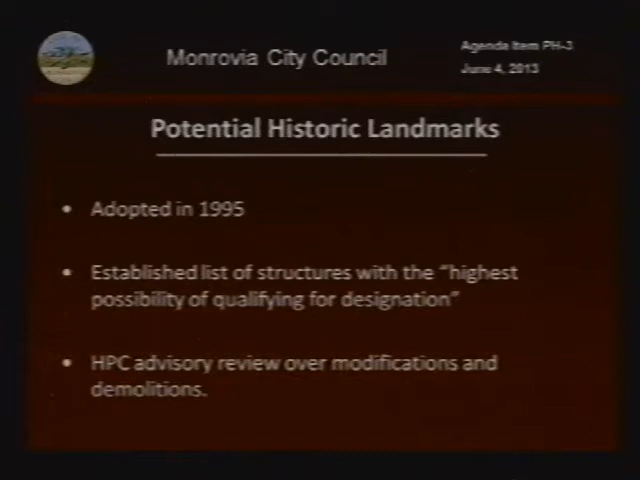 Monrovia City Council
Agenda Item PH-3
June 4, 2013
Potential Historic Landmarks
• Adopted in 1995
• Established list of structures with the “highest
possibility of qualifying for designation”
• HPC advisory review over modifications and
demolitions.